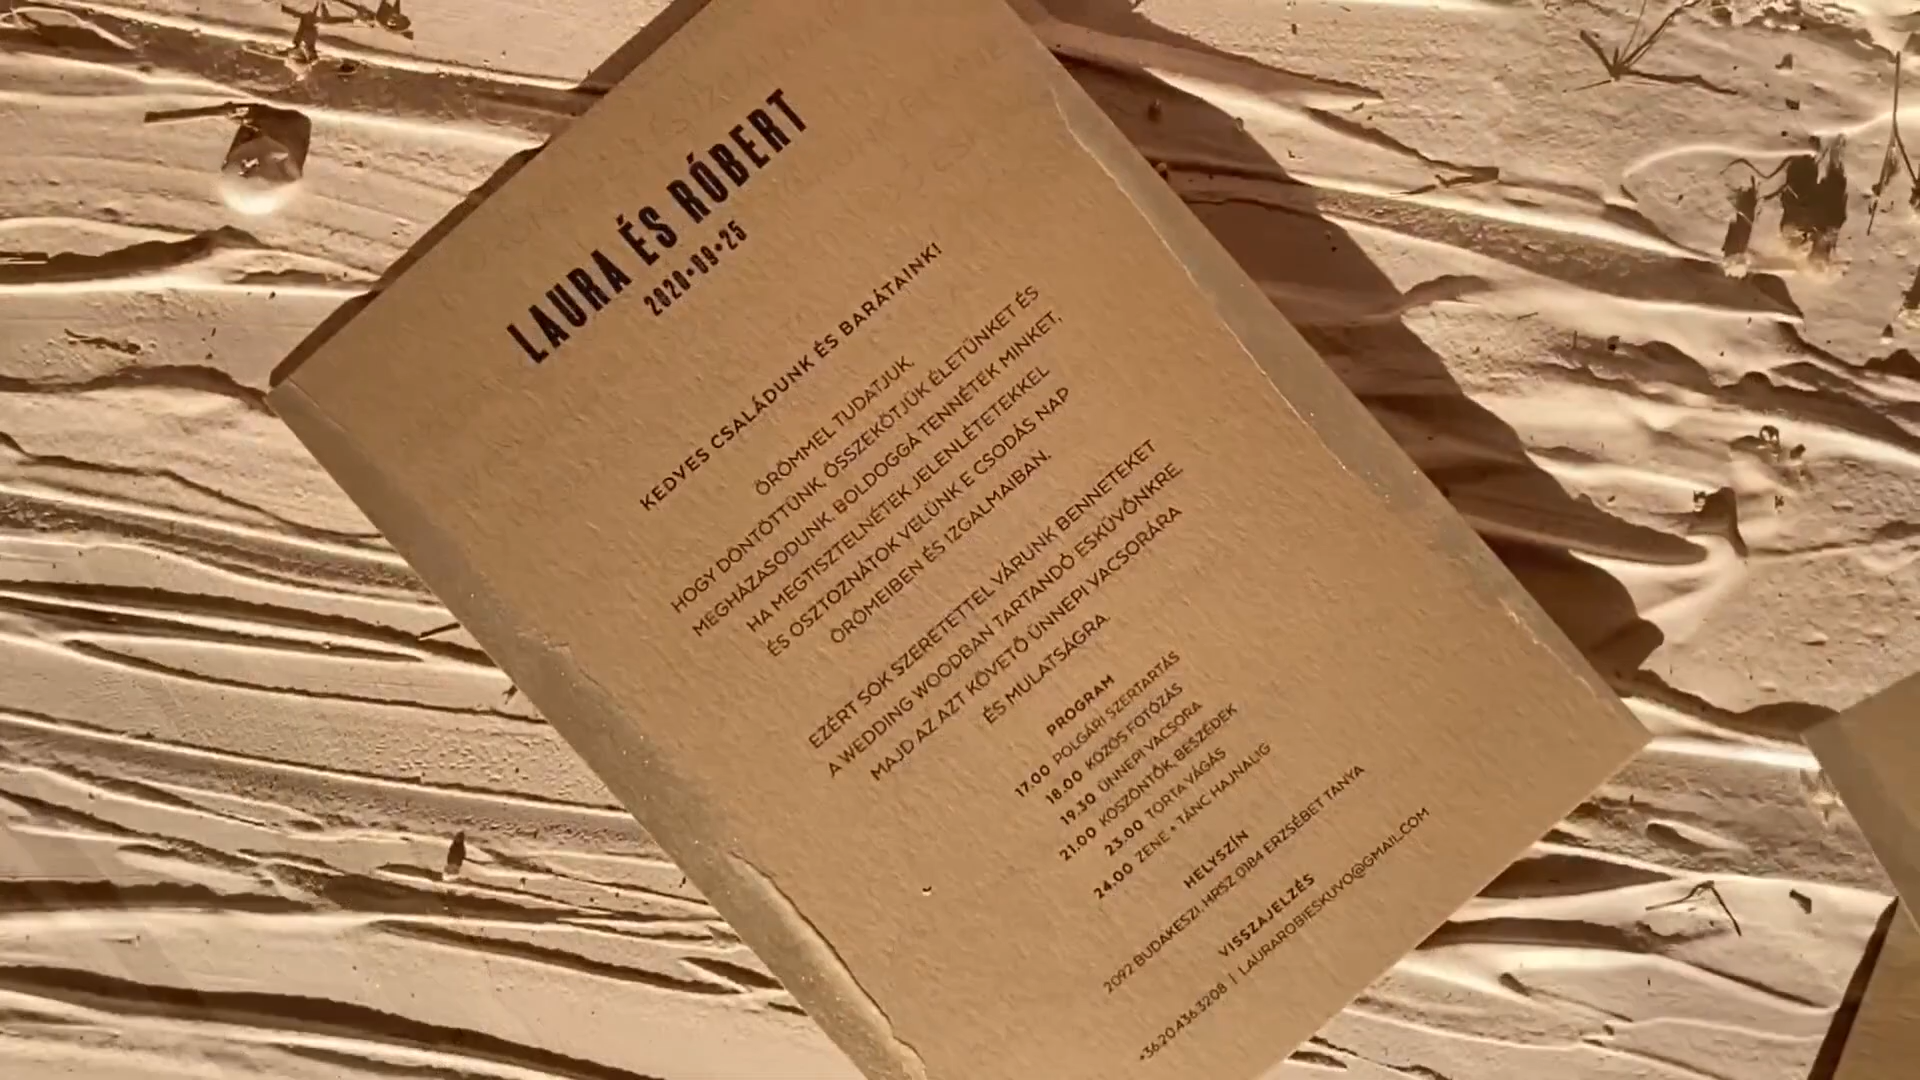 LAURA ÉS RÓBERT
2020•09•25
KEDVES CSALÁDUNK ÉS BARÁTAINK!
ÖRÖMMEL TUDATJUK,
HOGY DÖNTÖTTÜNK, ÖSSZEKÖTJÜK ÉLETÜNKET ÉS
MEGHÁZASODUNK. BOLDOGGÁ TENNÉTEK MINKET,
HA MEGTISZTELNÉTEK JELENLÉTETEKKEL
ÉS OSZTOZNÁTOK VELÜNK E CSODÁS NAP
ÖRÖMEIBEN ÉS IZGALMAIBAN.
EZÉRT SOK SZERETETTEL VÁRUNK BENNETEKET
A WEDDING WOODBAN TARTANDÓ ESKÜVŐNKRE,
MAJD AZ AZT KÖVETŐ ÜNNEPI VACSORÁRA
ÉS MULATSÁGRA.
PROGRAM
17.00 POLGÁRI SZERTARTÁS
18.00 KÖZÖS FOTÓZÁS
19.30 ÜNNEPI VACSORA
21.00 KÖSZÖNTŐK, BESZÉDEK
23.00 TORTAVÁGÁS
24.00 ZENE + TÁNC HAJNALIG
HELYSZÍN
2092 BUDAKESZI, HRSZ 0184 ERZSÉBET TANYA
VISSZAJELZÉS
+36.20.436.3208 | LAURAROBIESKUVO@GMAIL.COM